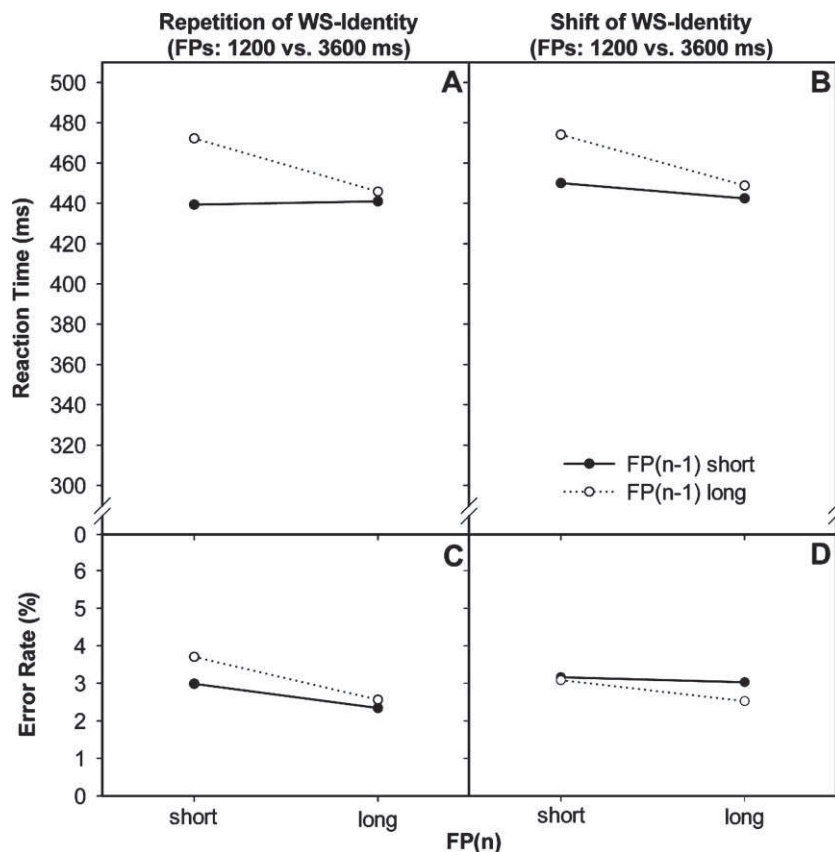 Repetition of WS-Identity
(FPs: 1200 vs. 3600 ms)
Shift of WS-Identity
(FPs: 1200 vs. 3600 ms)
A
B
500
480
460
440
420
400
380
360
340
320
300
Reaction Time (ms)
FP(n-1) short
FP(n-1) long
C
D
0
6
5
4
3
2
1
0
Error Rate (%)
short
long
short
long
FP(n)